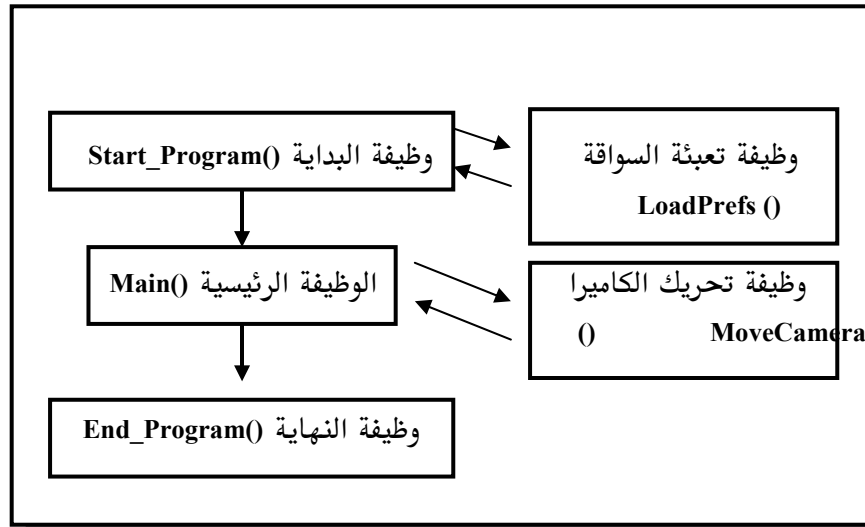 وظيفة البداية Start_Program()
وظيفة تعبئة السواقة
LoadPrefs ()
الوظيفة الرئيسية Main()
وظيفة تحريك الكاميرا
MoveCamera ()
وظيفة النهاية End_Program()